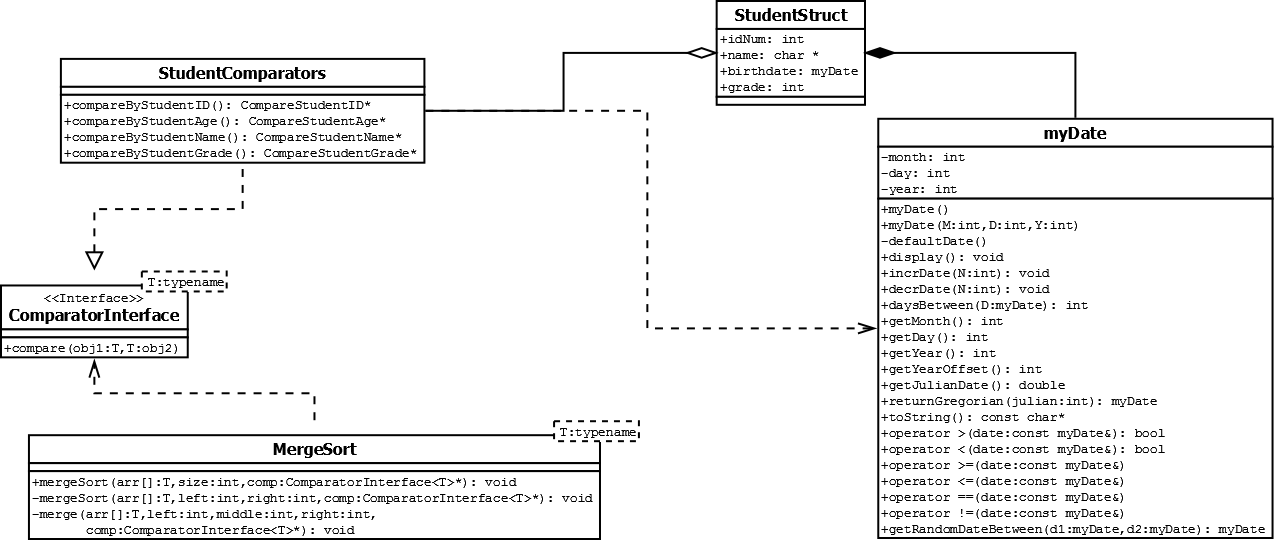 StudentStruct
+idNum: int
+name: char *
+birthdate: myDate
+grade: int
StudentComparators
+compareByStudentID(): CompareStudentID*
+compareByStudentAge(): CompareStudentAge*
+compareByStudentName(): CompareStudentName*
+compareByStudentGrade(): CompareStudentGrade*
myDate
-month: int
-day: int
-year: int
+myDate()
+myDate(M:int,D:int,Y:int)
-defaultDate()
+display(): void
+incrDate(N:int): void
+decrDate(N:int): void
+daysBetween(D:myDate): int
+getMonth(): int
+getDay(): int
+getYear(): int
+getYearOffset(): int
+getJulianDate(): double
+returnGregorian(julian:int): myDate
+toString(): const char*
+operator >(date:const myDate&): bool
+operator <(date:const myDate&): bool
+operator >=(date:const myDate&)
+operator <=(date:const myDate&)
+operator ==(date:const myDate&)
+operator !=(date:const myDate&)
+getRandomDateBetween(d1:myDate,d2:myDate): myDate
T:typename
<<Interface>>
ComparatorInterface
+compare(obj1:T,T:obj2)
T:typename
MergeSort
+mergeSort(arr[]:T,size:int,comp:ComparatorInterface<T>*): void
-mergeSort(arr[]:T,left:int,right:int,comp:ComparatorInterface<T>*): void
-merge(arr[]:T,left:int,middle:int,right:int,
comp:ComparatorInterface<T>*): void